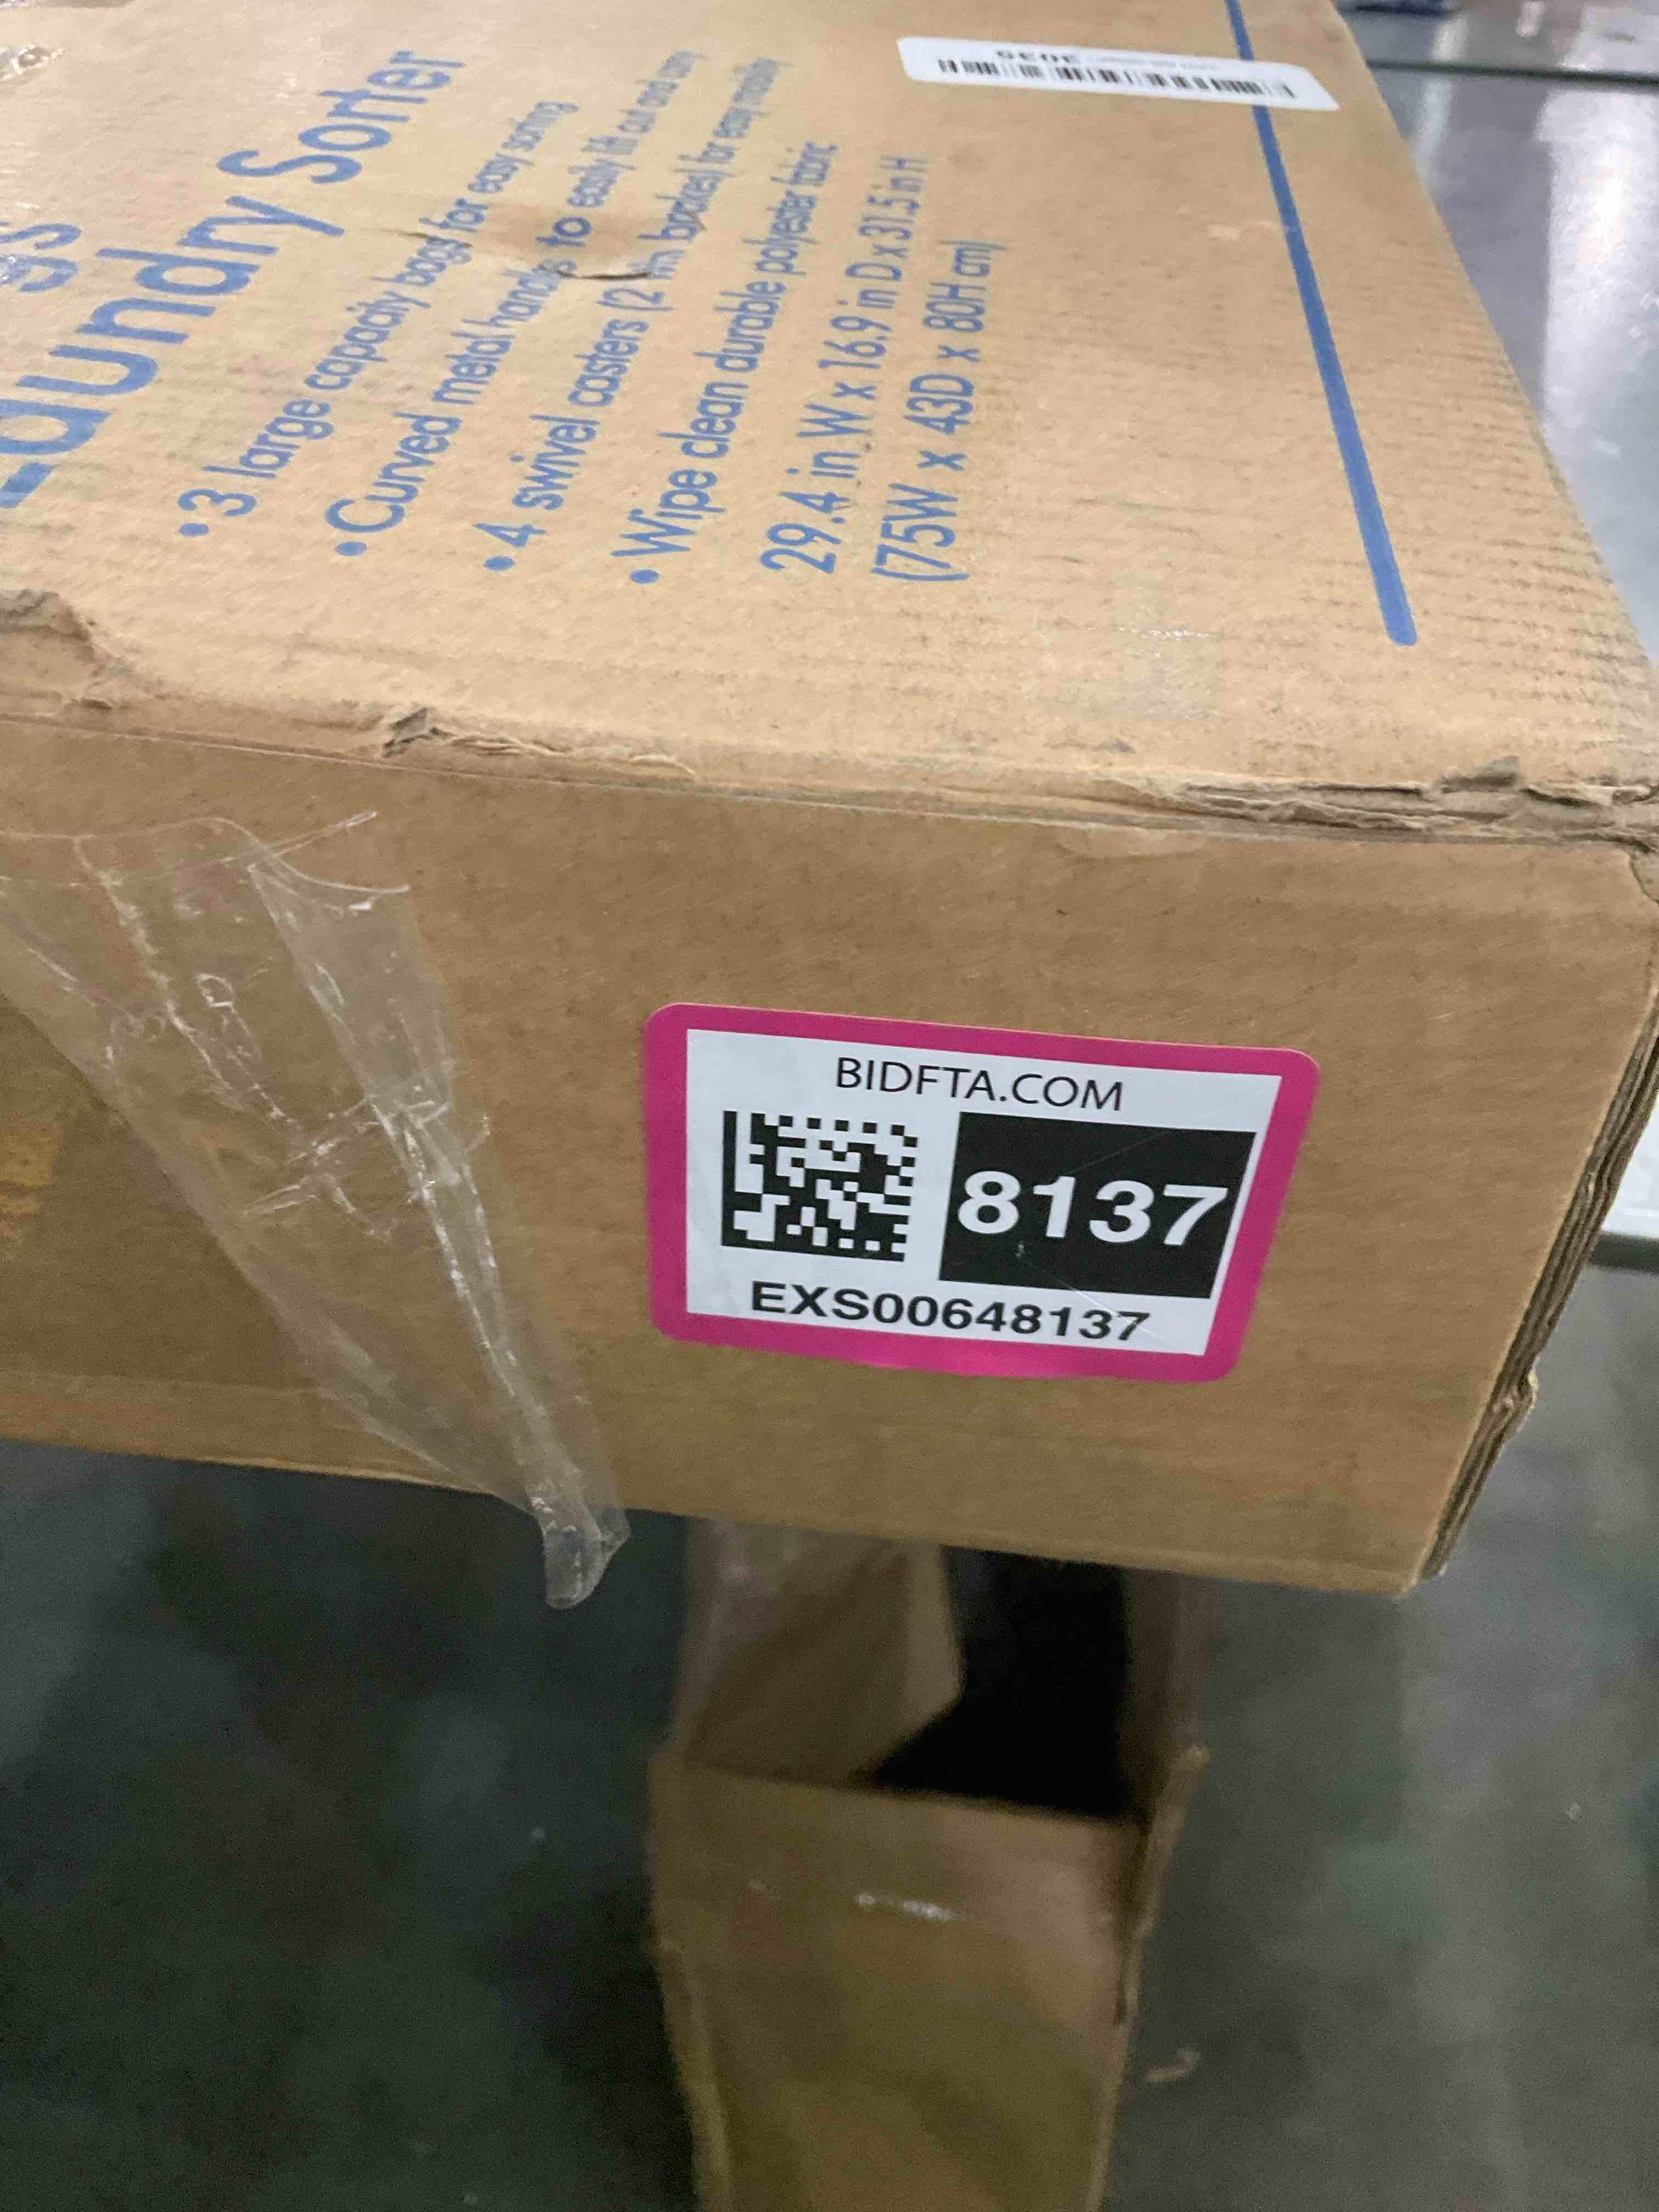 gs
Laundry Sorter
• 3 large capacity bags for easy sorting
• Curved metal handles to easily lift out and carry
• 4 swivel casters (2 with brakes) for easy mobility
• Wipe clean durable polyester fabric
29.4 in W x 16.9 in D x 31.5 in H
(75W x 43D x 80H cm)
BIDFTA.COM
8137
EXS00648137